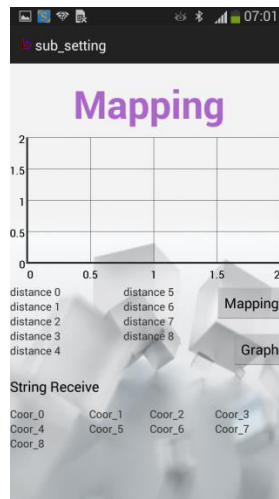 07:01
sub_setting
Mapping
2
1.5
1
0.5
0
0 0.5 1 1.5 2
distance 0 distance 5
distance 1 distance 6
distance 2 distance 7
distance 3 distance 8
distance 4
Mapping
Graph
String Receive
Coor_0 Coor_1 Coor_2 Coor_3
Coor_4 Coor_5 Coor_6 Coor_7
Coor_8